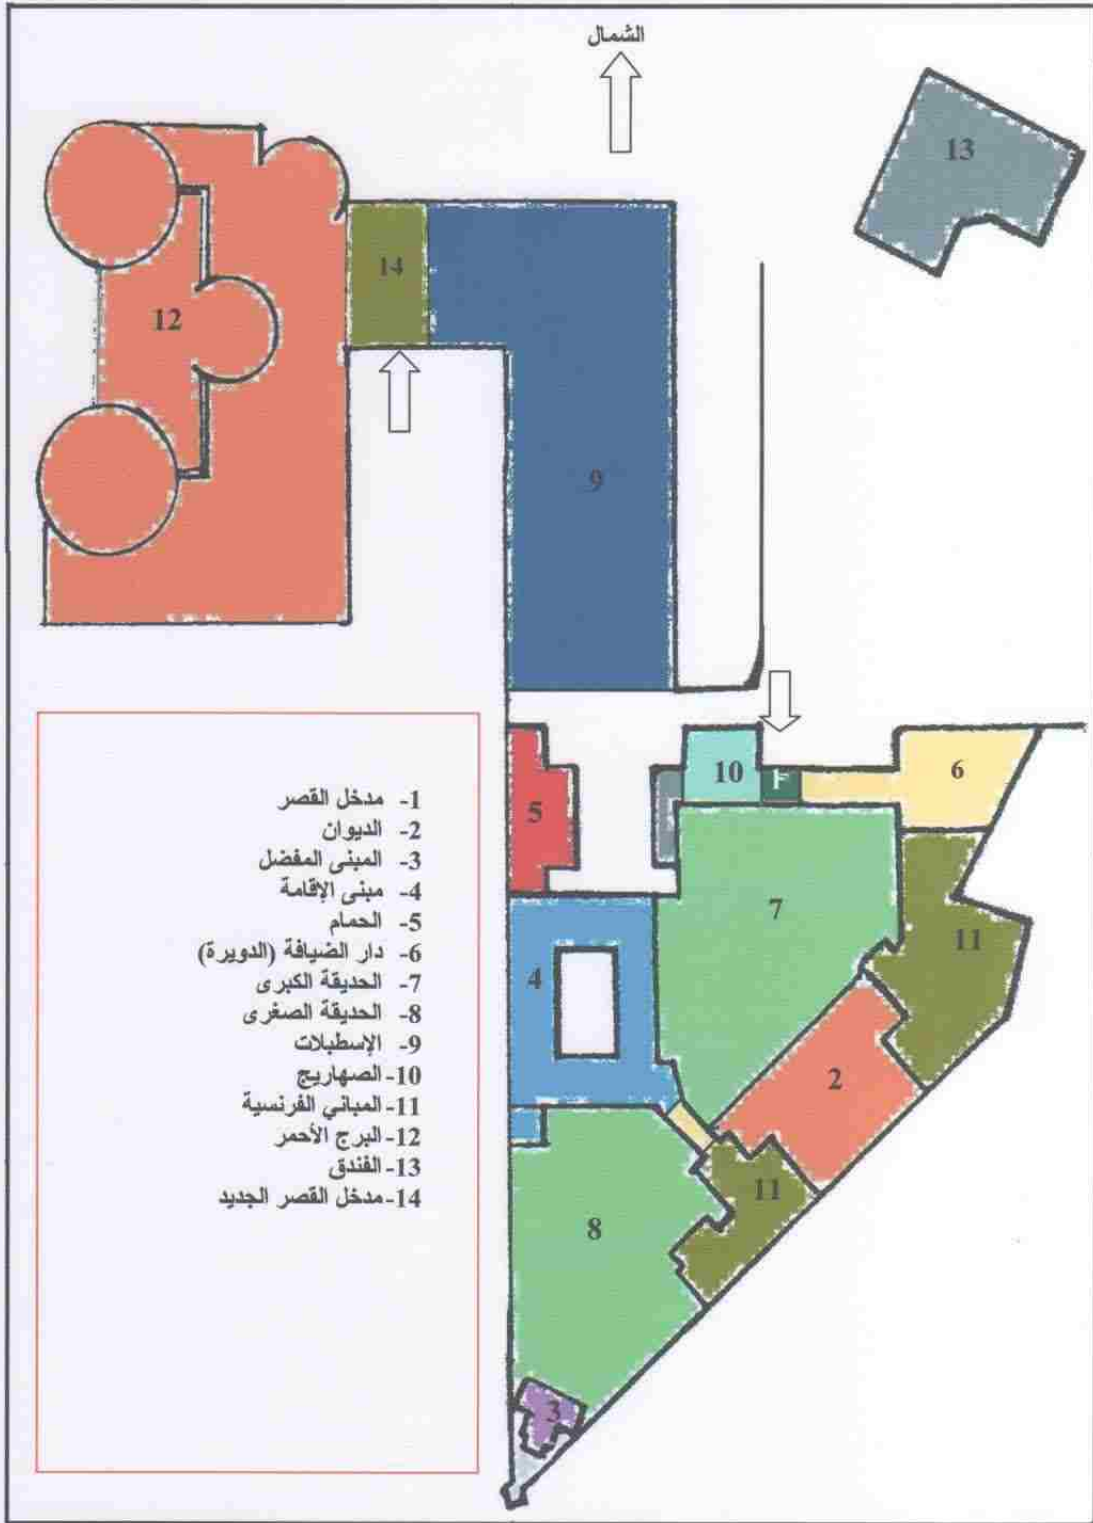 الشمال
13
14
12
9
10
6
5
7
11
4
2
11
8
3
1- مدخل القصر
2- الديوان
3- المبنى المفضل
4- مبنى الإقامة
5- الحمام
6- دار الضيافة (الدويرة)
7- الحديقة الكبرى
8- الحديقة الصغرى
9- الإسطبلات
10- الصهاريج
11- المباني الفرنسية
12- البرج الأحمر
13- الفندق
14- مدخل القصر الجديد